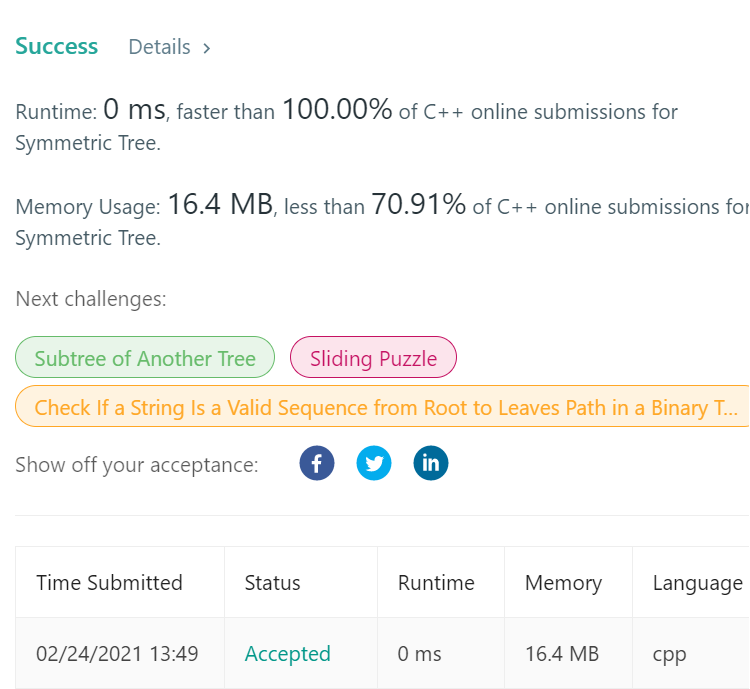 Success Details >
Runtime: 0 ms, faster than 100.00% of C++ online submissions for
Symmetric Tree.
Memory Usage: 16.4 MB, less than 70.91% of C++ online submissions for
Symmetric Tree.
Next challenges:
Subtree of Another Tree Sliding Puzzle
Check If a String Is a Valid Sequence from Root to Leaves Path in a Binary T...
Show off your acceptance:
Time Submitted Status Runtime Memory Language
02/24/2021 13:49 Accepted 0 ms 16.4 MB cpp